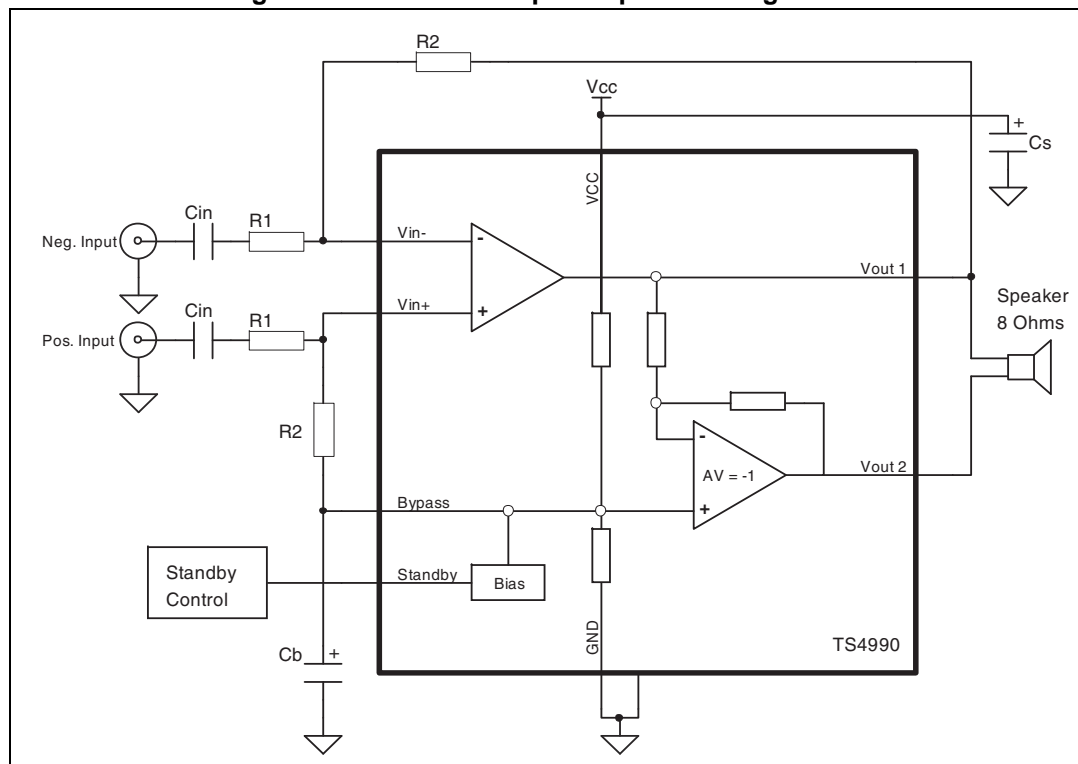 R2
Vcc
+
Cs
VCC
Cin
R1
Neg. Input
Vin-
-
Vout 1
Speaker
8 Ohms
Cin
R1
Vin+
+
Pos. Input
R2
-
AV = -1
Vout 2
Bypass
+
Standby
Control
Standby
Bias
GND
TS4990
Cb
+